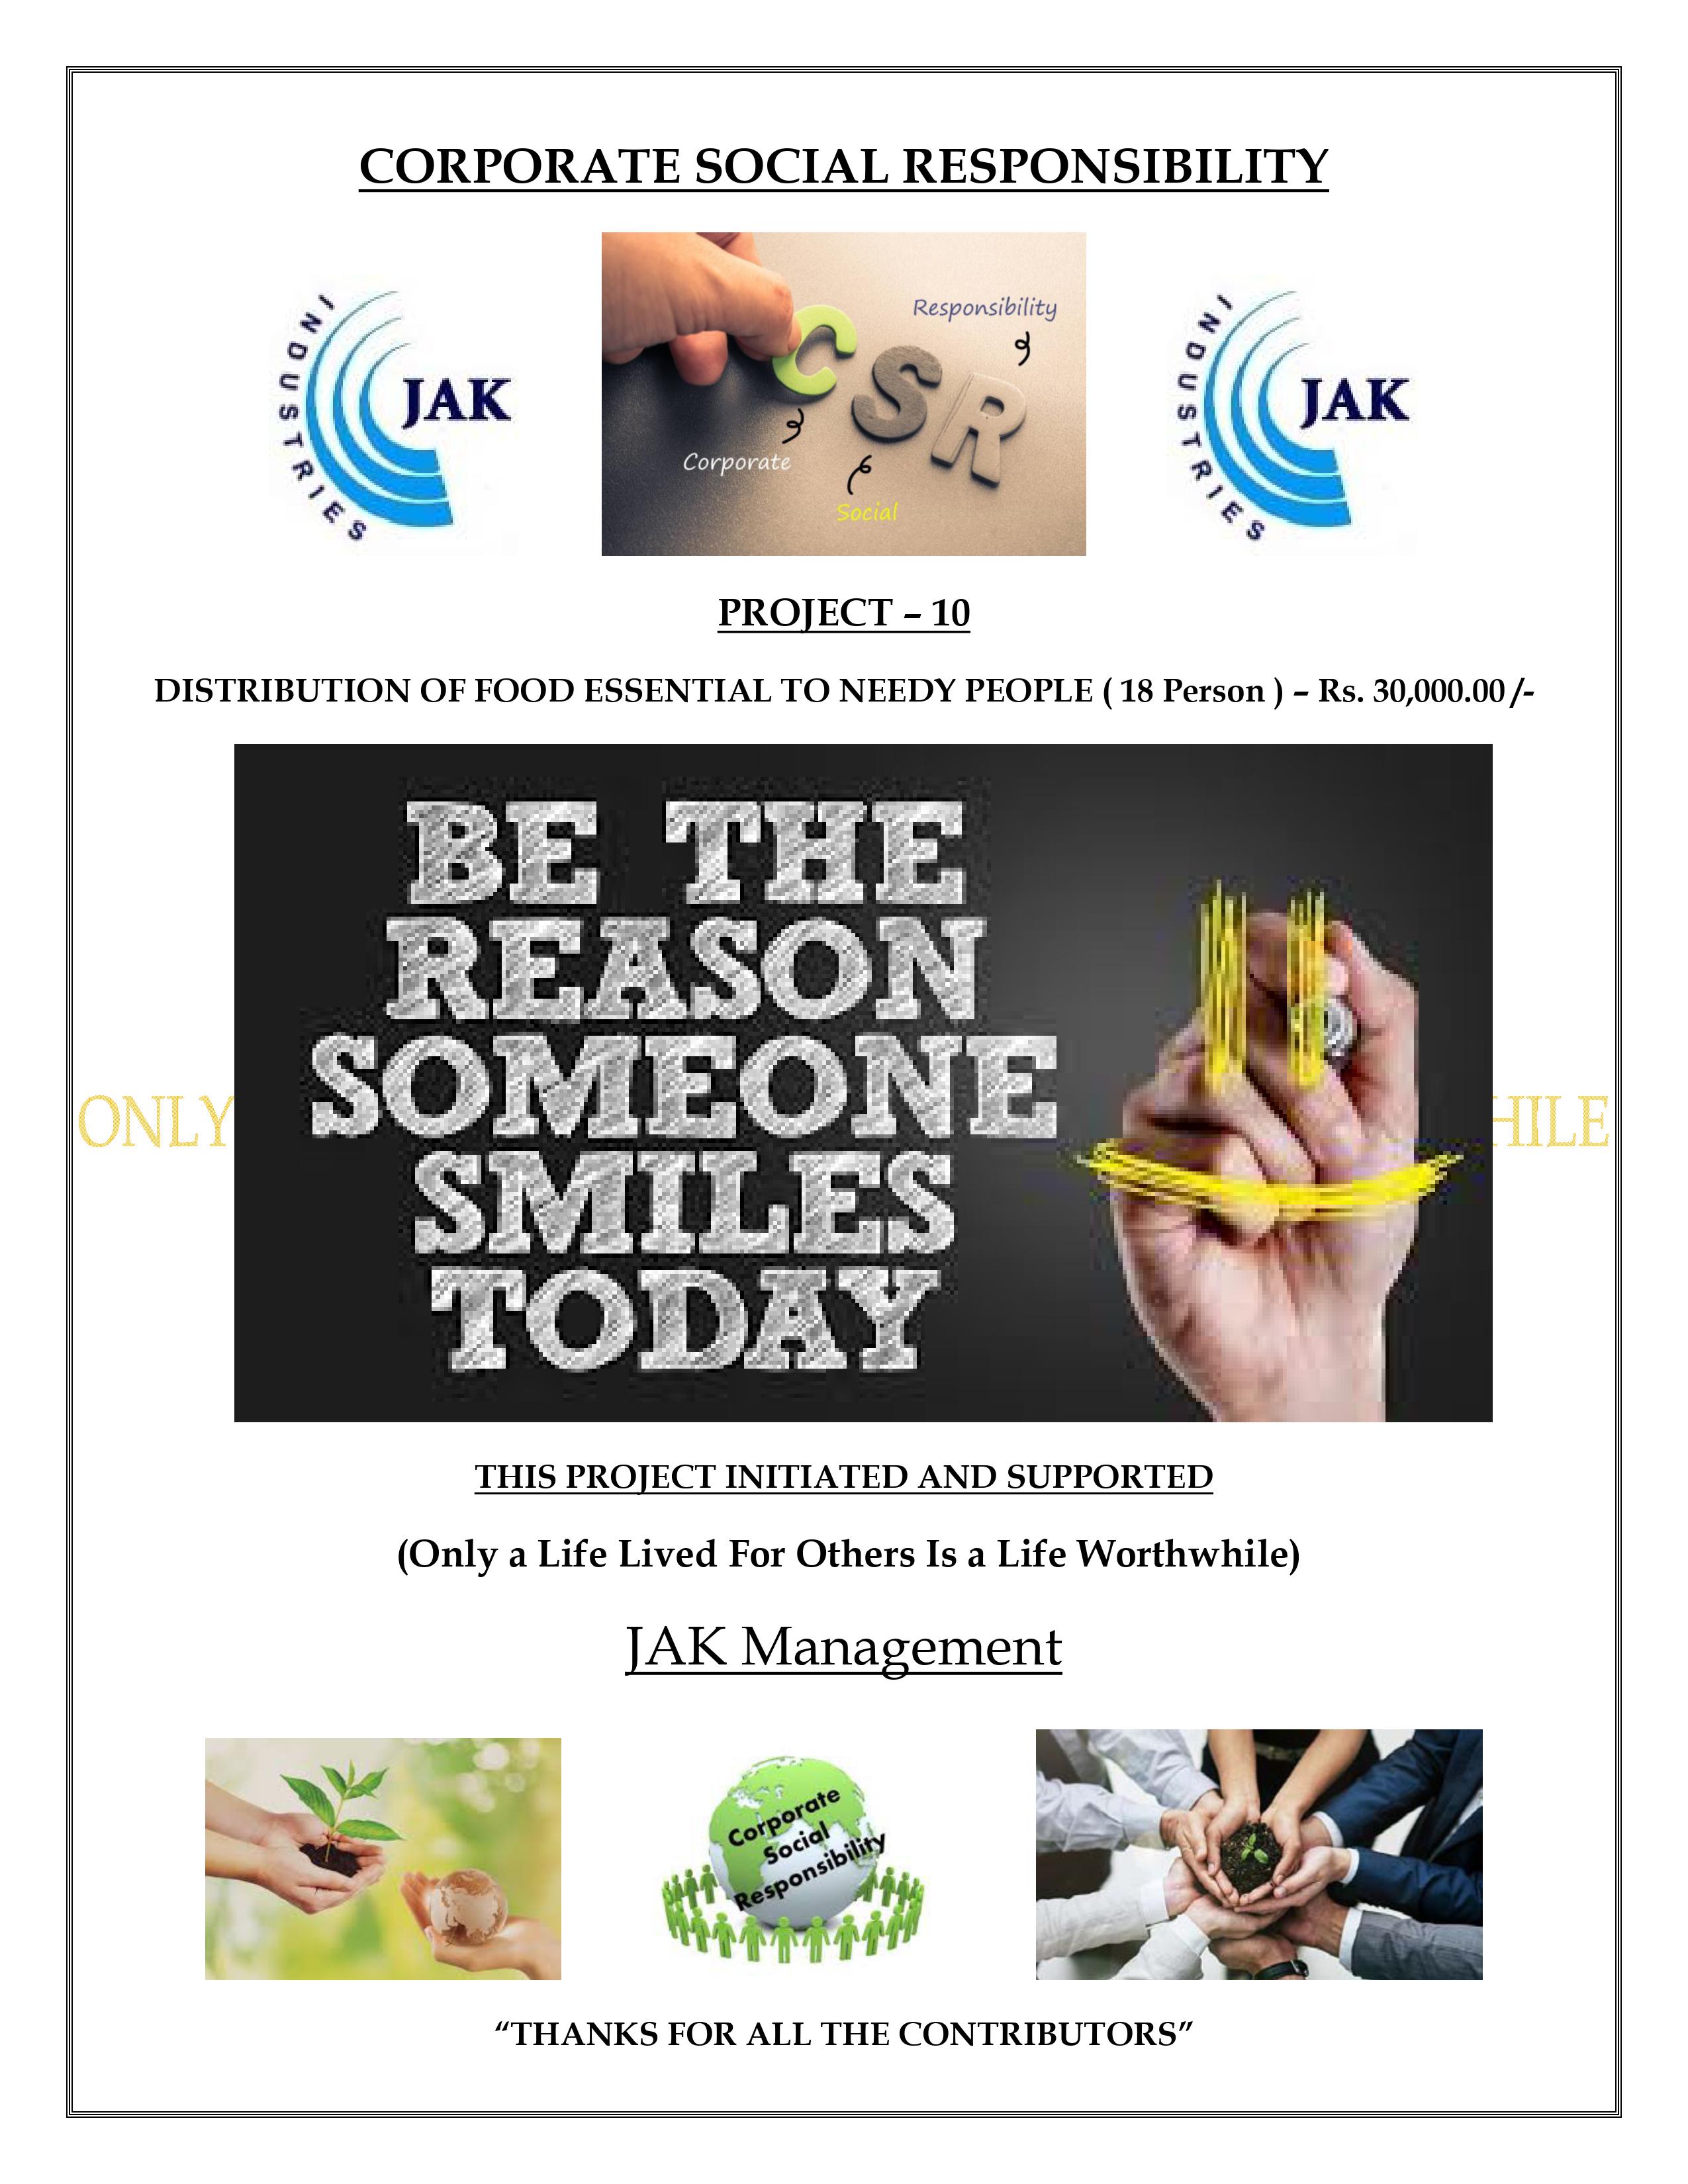 CORPORATE SOCIAL RESPONSIBILITY
INDUSTRIES
JAK
Responsibility
CSR
Corporate
Social
INDUSTRIES
JAK
PROJECT – 10
DISTRIBUTION OF FOOD ESSENTIAL TO NEEDY PEOPLE ( 18 Person ) – Rs. 30,000.00 /-
BE THE
REASON
SOMEONE
SMILES
TODAY
ONLY
HILE
THIS PROJECT INITIATED AND SUPPORTED
(Only a Life Lived For Others Is a Life Worthwhile)
JAK Management
Corporate
Social
Responsibility
“THANKS FOR ALL THE CONTRIBUTORS”